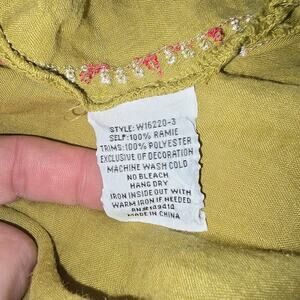 STYLE: W16220-3
SELF: 100% RAMIE
TRIMS: 100% POLYESTER
EXCLUSIVE OF DECORATION
MACHINE WASH COLD
NO BLEACH
HANG DRY
IRON INSIDE OUT WITH
WARM IRON IF NEEDED
MADE IN CHINA